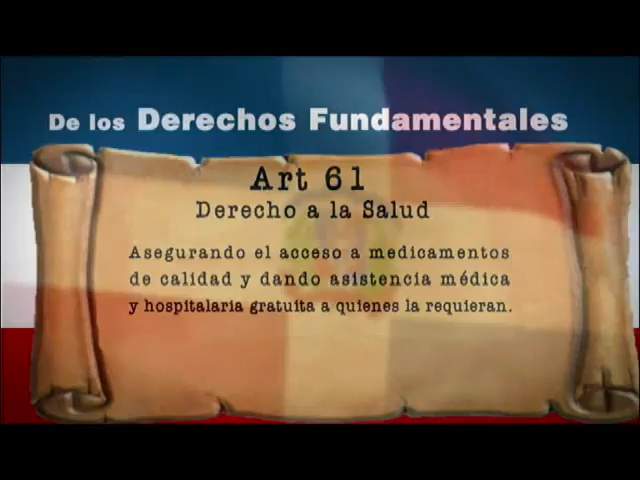 De los Derechos Fundamentales
Art 61
Derecho a la Salud
Asegurando el acceso a medicamentos
de calidad y dando asistencia médica
y hospitalaria gratuita a quienes la requieran.